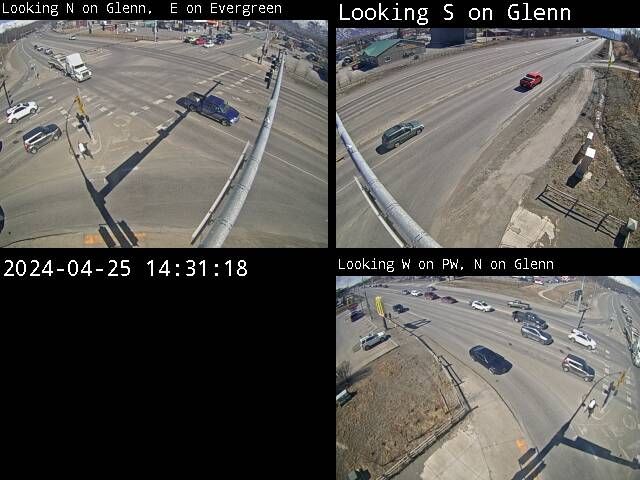 Looking N on Glenn,  E on Evergreen
Looking S on Glenn
2024-04-25 14:31:18
Looking W on PW, N on Glenn